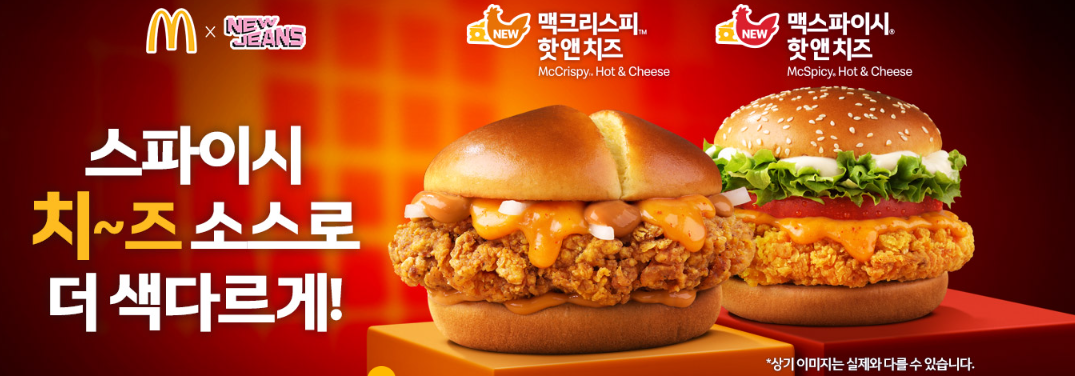 M x NEW
JEANS
NEW 맥크리스피™
핫앤치즈
McCrispy™ Hot & Cheese
NEW 맥스파이시®
핫앤치즈
McSpicy® Hot & Cheese
스파이시
치~즈 소스로
더 색다르게!
*상기 이미지는 실제와 다를 수 있습니다.